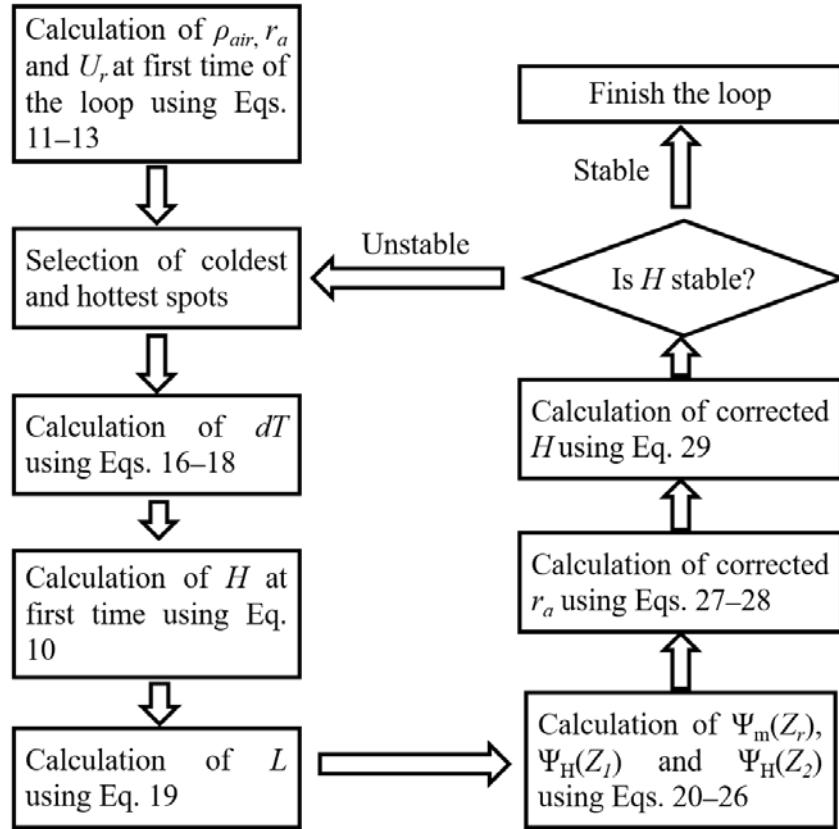 Calculation of ρair, ra
and Ur at first time of
the loop using Eqs.
11–13
Selection of coldest
and hottest spots
Calculation of dT
using Eqs. 16–18
Calculation of H at
first time using Eq.
10
Calculation of L
using Eq. 19
Calculation of Ψm(Zr),
ΨH(Z1) and ΨH(Z2)
using Eqs. 20–26
Calculation of corrected
ra using Eqs. 27–28
Calculation of corrected
H using Eq. 29
Is H stable?
Unstable
Stable
Finish the loop